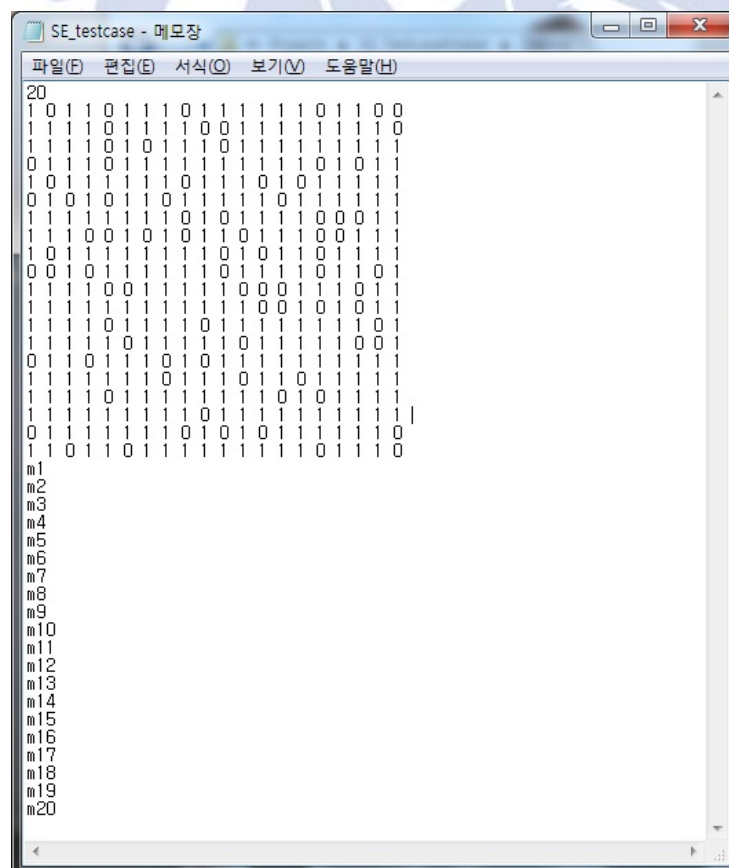 SE_testcase - 메모장
파일(F) 편집(E) 서식(O) 보기(V) 도움말(H)
20
1 0 1 1 0 1 1 1 0 1 1 1 1 1 1 0 1 1 0 0
1 1 1 1 0 1 1 1 1 0 0 1 1 1 1 1 1 1 1 0
1 1 1 1 0 1 0 1 1 1 0 1 1 1 1 1 1 1 1 1
0 1 1 1 0 1 1 1 1 1 1 1 1 1 1 0 1 0 1 1
1 0 1 1 1 1 1 1 0 1 1 1 0 1 0 1 1 1 1 1
0 1 0 1 0 1 1 0 1 1 1 1 1 0 1 1 1 1 1 1
1 1 1 1 1 1 1 1 0 1 0 1 1 1 1 0 0 0 1 1
1 1 1 0 0 1 0 1 0 1 1 0 1 1 1 0 0 1 1 1
1 0 1 1 1 1 1 1 1 1 0 1 0 1 1 0 1 1 1 1
0 0 1 0 1 1 1 1 1 1 0 1 1 1 1 0 1 1 0 1
1 1 1 1 0 0 1 1 1 1 1 0 0 0 1 1 1 0 1 1
1 1 1 1 1 1 1 1 1 1 1 1 0 0 1 0 1 0 1 1
1 1 1 1 0 1 1 1 1 0 1 1 1 1 1 1 1 1 0 1
1 1 1 1 1 0 1 1 1 1 1 0 1 1 1 1 1 0 0 1
0 1 1 0 1 1 1 0 1 0 1 1 1 1 1 1 1 1 1 1
1 1 1 1 1 1 1 0 1 1 1 0 1 1 0 1 1 1 1 1
1 1 1 1 0 1 1 1 1 1 1 1 1 0 1 0 1 1 1 1
1 1 1 1 1 1 1 1 1 0 1 1 1 1 1 1 1 1 1 1
0 1 1 1 1 1 1 1 0 1 0 1 0 1 1 1 1 1 1 0
1 1 0 1 1 0 1 1 1 1 1 1 1 1 1 0 1 1 1 0
m1
m2
m3
m4
m5
m6
m7
m8
m9
m10
m11
m12
m13
m14
m15
m16
m17
m18
m19
m20